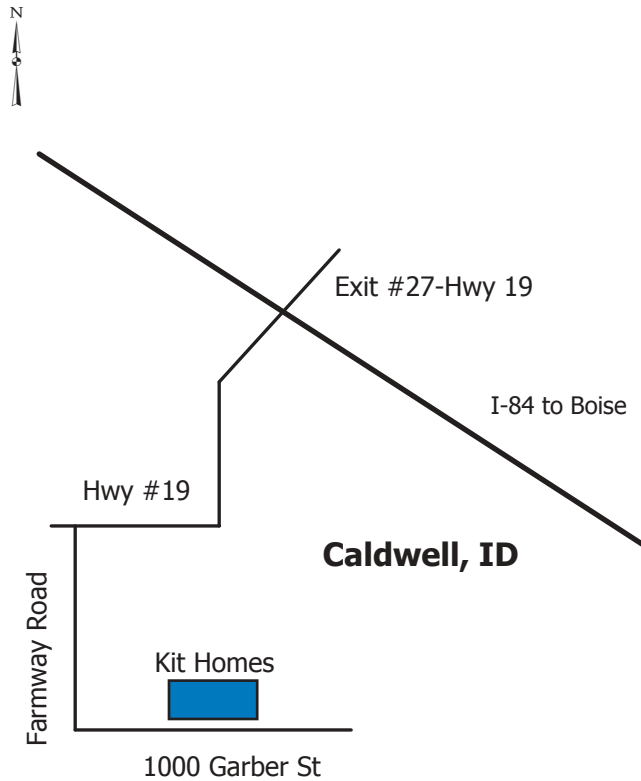 N
Exit #27-Hwy 19
I-84 to Boise
Hwy #19
Caldwell, ID
Farmway Road
Kit Homes
1000 Garber St